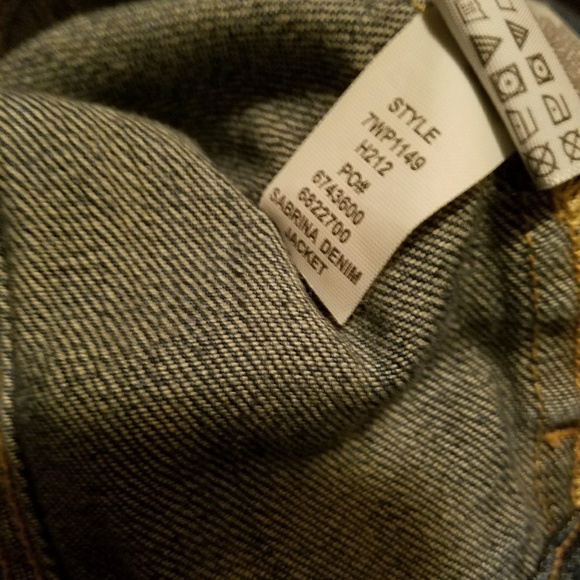 STYLE
7WP1149
H212
PO#
6743600
6822700
SABRINA DENIM
JACKET